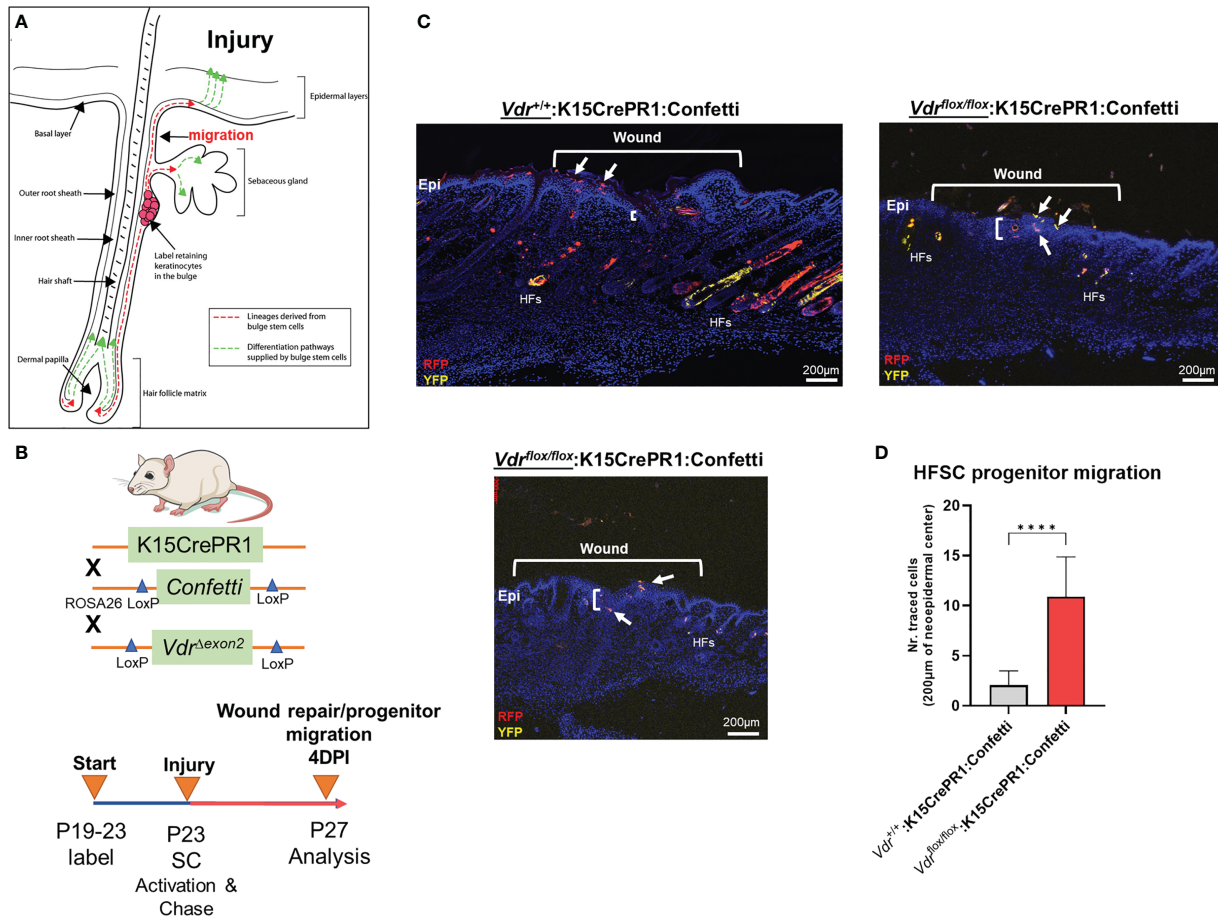 A
Injury
Epidermal layers
Basal layer
migration
Sebaceous gland
Outer root sheath
Inner root sheath
Label retaining
keratinocytes
in the bulge
Hair shaft
Lineages derived from
bulge stem cells
Differentiation pathways
supplied by bulge stem cells
Dermal papilla
Hair follicle matrix
B
K15CrePR1
X
Confetti
ROSA26
LoxP
LoxP
X
VdrΔexon2
LoxP
LoxP
Wound repair/progenitor
migration
Start
Injury
4DPI
P19-23
label
P23
SC
Activation &
Chase
P27
Analysis
C
Vdr+/+:K15CrePR1:Confetti
Wound
Epi
HFs
HFs
RFP
YFP
200µm
Vdrflox/flox:K15CrePR1:Confetti
Wound
Epi
HFs
HFs
RFP
YFP
200µm
Vdrflox/flox:K15CrePR1:Confetti
Wound
Epi
HFs
RFP
YFP
200µm
D
HFSC progenitor migration
Nr. traced cells
(200µm of neoepidermal center)
20
15
10
5
0
****
Vdr+/+:K15CrePR1:Confetti
Vdrflox/flox:K15CrePR1:Confetti